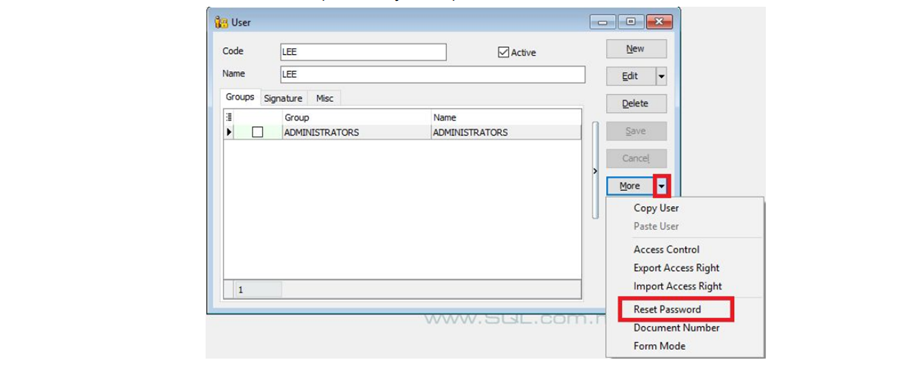 User
Code LEE Active New
Name LEE Edit
Groups Signature Misc Delete
Group Name
ADMINISTRATORS ADMINISTRATORS Save
Cancel
More
Copy User
Paste User
Access Control
Export Access Right
Import Access Right
1
Reset Password
www.SQL.com.
Document Number
Form Mode